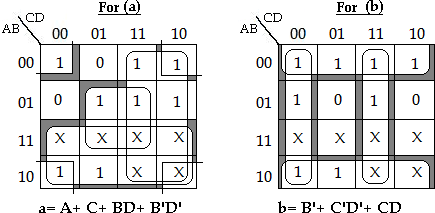 For (a)
For (b)
CD
AB
00 01 11 10
00 1 0 1 1
01 0 1 1 1
11 X X X X
10 1 1 X X
a= A+ C+ BD+ B'D'
CD
AB
00 01 11 10
00 1 1 1 1
01 1 0 1 0
11 X X X X
10 1 1 X X
b= B'+ C'D'+ CD